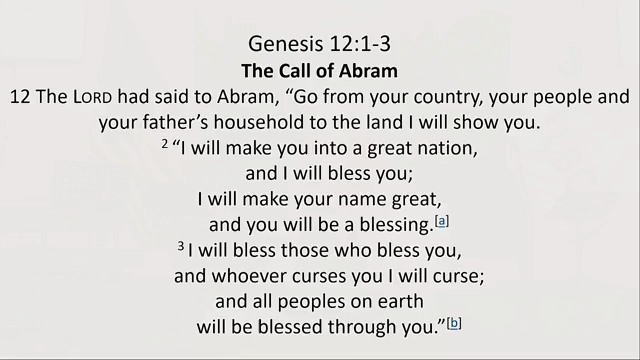 Genesis 12:1-3
The Call of Abram
12 The LORD had said to Abram, “Go from your country, your people and
your father’s household to the land I will show you.
2 “I will make you into a great nation,
and I will bless you;
I will make your name great,
and you will be a blessing.[a]
3 I will bless those who bless you,
and whoever curses you I will curse;
and all peoples on earth
will be blessed through you.”[b]